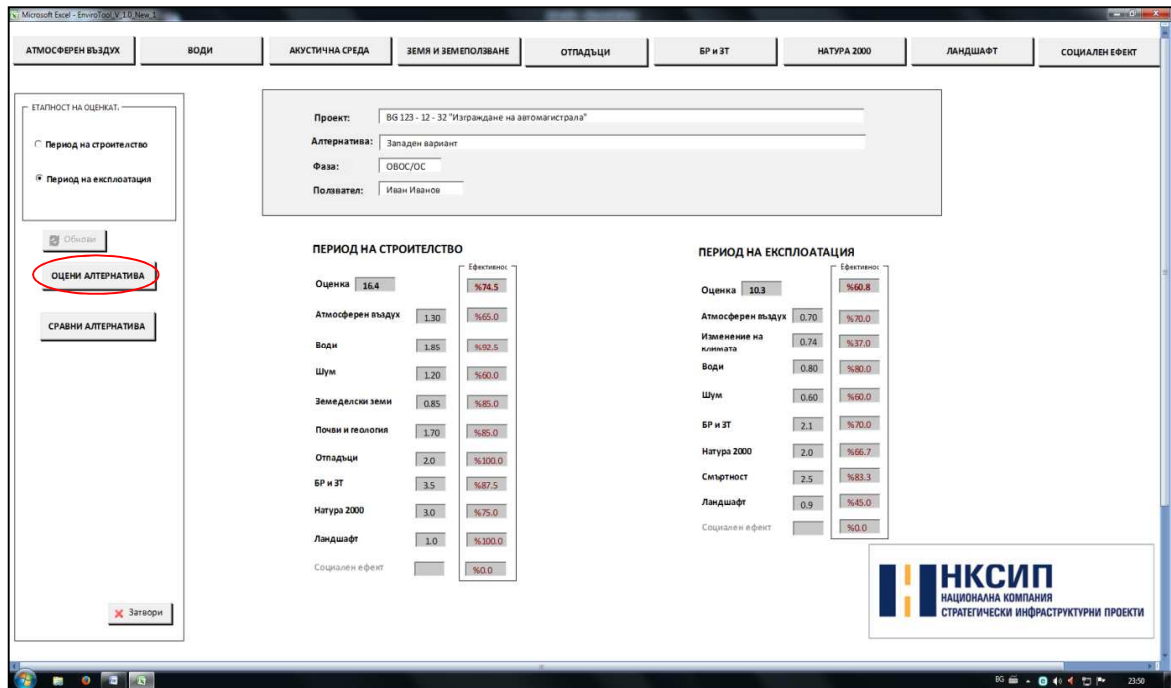 Microsoft Excel - EnviroTool_V_1.0_New_1
АТМОСФЕРЕН ВЪЗДУХ ВОДИ АКУСТИЧНА СРЕДА ЗЕМЯ И ЗЕМЕПОЛЗВАНЕ ОТПАДЪЦИ БР и ЗТ НАТУРА 2000 ЛАНДШАФТ СОЦИАЛЕН ЕФЕКТ
ЕТАПНОСТ НА ОЦЕНКАТ.
Период на строителство
Период на експлоатация
Обнови
ОЦЕНИ АЛТЕРНАТИВА
СРАВНИ АЛТЕРНАТИВА
Затвори
Проект: BG 123 - 12 - 32 "Изграждане на автомагистрала"
Алтернатива: Западен вариант
Фаза: ОВОС/ОС
Ползвател: Иван Иванов
ПЕРИОД НА СТРОИТЕЛСТВО
Ефективнос
Оценка 16.4 %74.5
Атмосферен въздух 1.30 %65.0
Води 1.85 %92.5
Шум 1.20 %60.0
Земеделски земи 0.85 %85.0
Почви и геология 1.70 %85.0
Отпадъци 2.0 %100.0
БР и ЗТ 3.5 %87.5
Натура 2000 3.0 %75.0
Ландшафт 1.0 %100.0
Социален ефект %0.0
ПЕРИОД НА ЕКСПЛОАТАЦИЯ
Ефективнос
Оценка 10.3 %60.8
Атмосферен въздух 0.70 %70.0
Изменение на
климата 0.74 %37.0
Води 0.80 %80.0
Шум 0.60 %60.0
БР и ЗТ 2.1 %70.0
Натура 2000 2.0 %66.7
Смъртност 2.5 %83.3
Ландшафт 0.9 %45.0
Социален ефект %0.0
НКСИП
НАЦИОНАЛНА КОМПАНИЯ
СТРАТЕГИЧЕСКИ ИНФРАСТРУКТУРНИ ПРОЕКТИ
BG 23:50